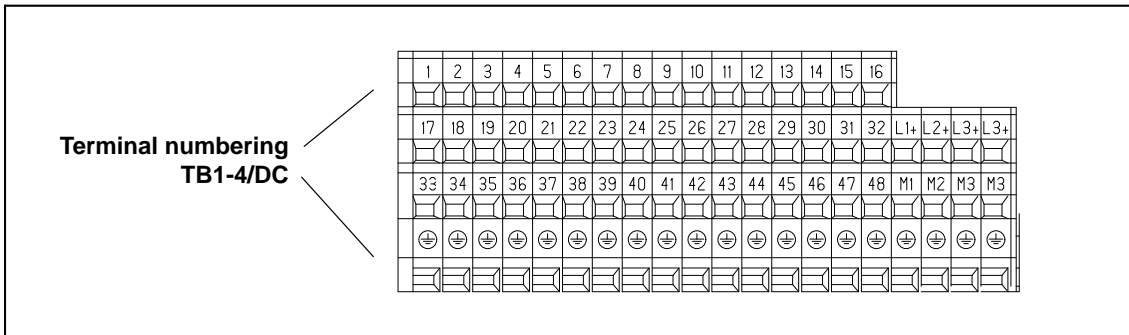 1 2 3 4 5 6 7 8 9 10 11 12 13 14 15 16
17 18 19 20 21 22 23 24 25 26 27 28 29 30 31 32 L1+ L2+ L3+ L3+
Terminal numbering
TB1-4/DC
33 34 35 36 37 38 39 40 41 42 43 44 45 46 47 48 M1 M2 M3 M3